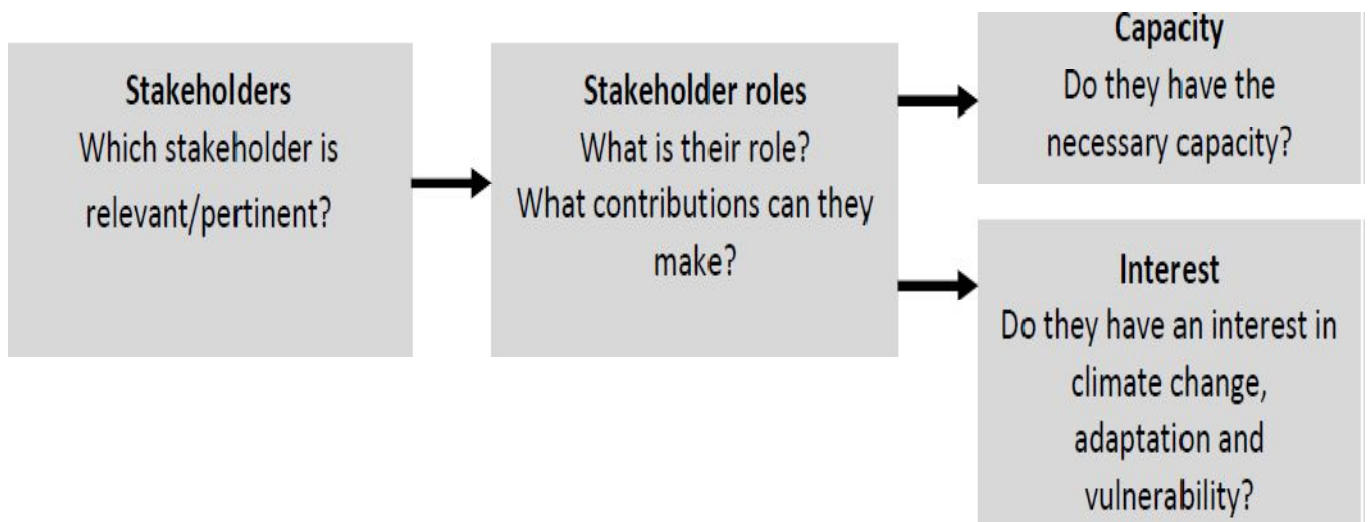 Stakeholders
Which stakeholder is
relevant/pertinent?
Stakeholder roles
What is their role?
What contributions can they
make?
Capacity
Do they have the
necessary capacity?
Interest
Do they have an interest in
climate change,
adaptation and
vulnerability?